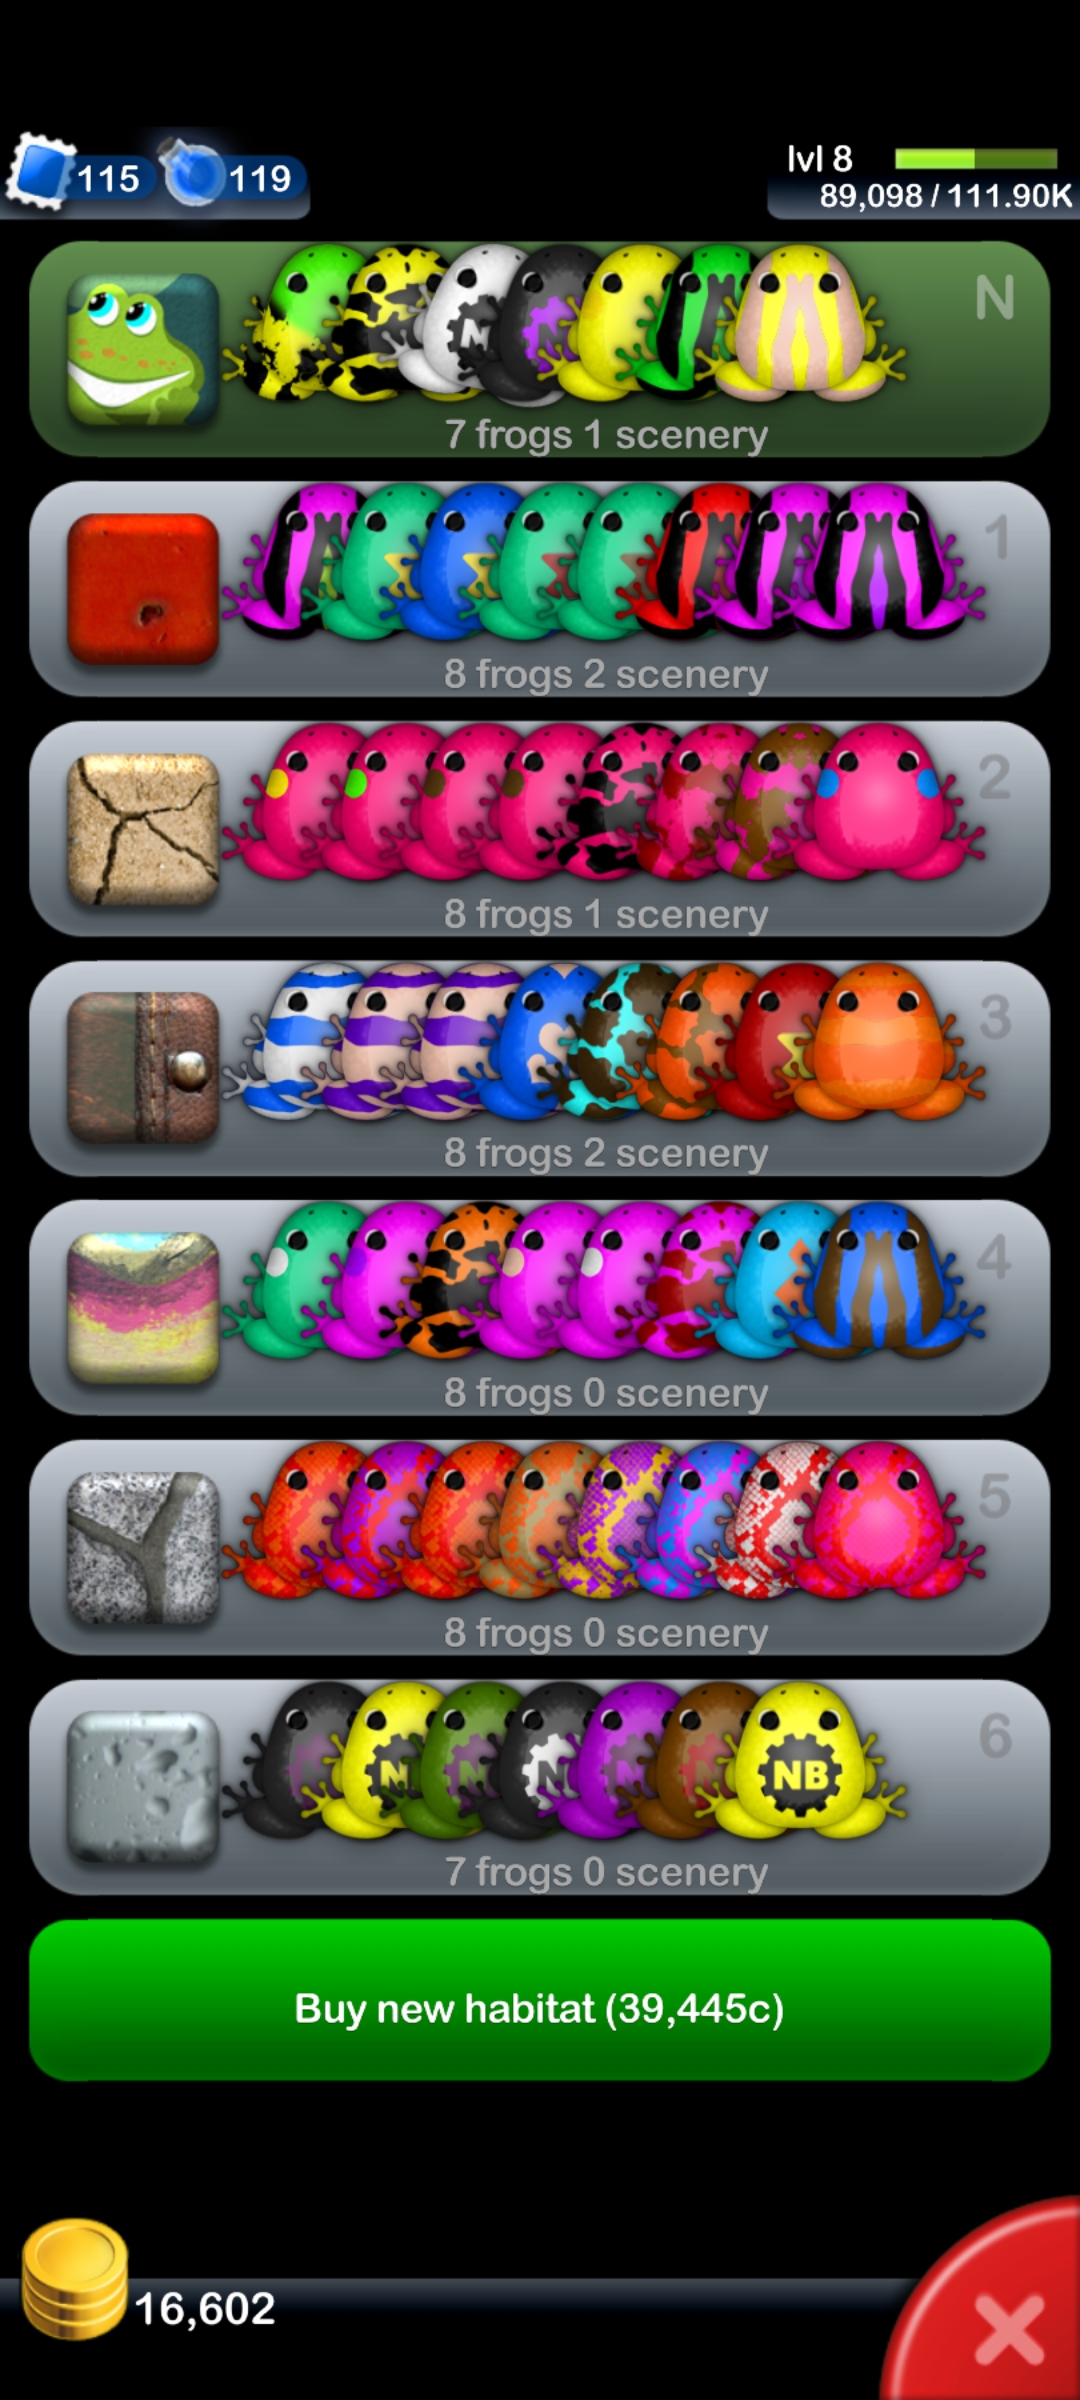 115 119
lvl 8
89,098 / 111.90K
N
7 frogs 1 scenery
1
8 frogs 2 scenery
2
8 frogs 1 scenery
3
8 frogs 2 scenery
4
8 frogs 0 scenery
5
8 frogs 0 scenery
6
NB
7 frogs 0 scenery
Buy new habitat (39,445c)
16,602